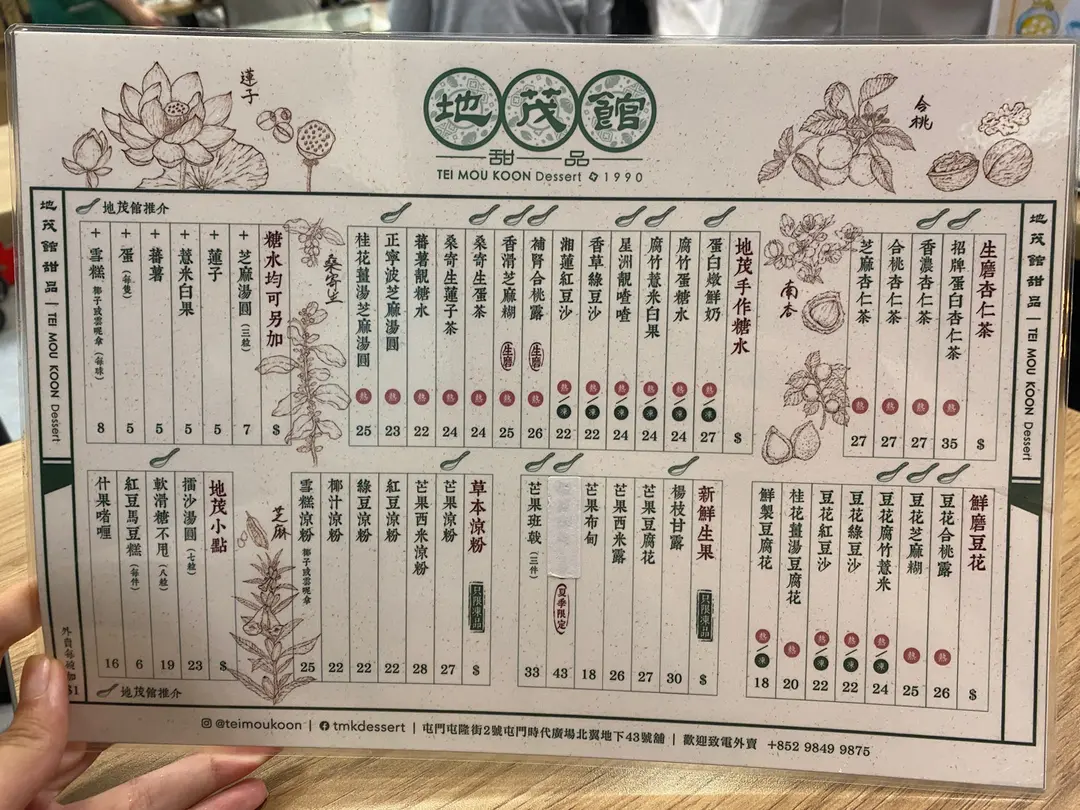 蓮子
地茂館
甜品
TEI MOU KOON Dessert 1990
合桃
地茂館甜品 | TEI MOU KOON Dessert
生磨杏仁茶 $
招牌蛋白杏仁茶 熱 35
香濃杏仁茶 熱 27
合桃杏仁茶 熱 27
芝麻杏仁茶 熱 27
南杏
地茂手作糖水 $
蛋白燉鮮奶 熱/凍 27
腐竹蛋糖水 熱/凍 24
腐竹薏米白果 熱/凍 24
星洲靚喳喳 熱/凍 24
香草綠豆沙 熱/凍 22
湘蓮紅豆沙 熱/凍 22
補腎合桃露 生磨 熱 26
香滑芝麻糊 生磨 熱 25
桑寄生蛋茶 熱 24
桑寄生蓮子茶 熱 24
蕃薯靚糖水 熱 22
正寧波芝麻湯圓 熱 23
桂花薑湯芝麻湯圓 熱 25
桑寄生
糖水均可另加 $
+ 芝麻湯圓 (三粒) 7
+ 蓮子 5
+ 薏米白果 5
+ 蕃薯 5
+ 蛋 (每隻) 5
+ 雪糕 椰子或雲呢拿 (每球) 8
地茂館推介
地茂館甜品 | TEI MOU KOON Dessert
鮮磨豆花 $
豆花合桃露 熱 26
豆花芝麻糊 熱 25
豆花腐竹薏米 熱/凍 24
豆花綠豆沙 熱/凍 22
豆花紅豆沙 熱/凍 22
桂花薑湯豆腐花 熱 20
鮮製豆腐花 熱/凍 18
新鮮生果 只限凍品 $
楊枝甘露 30
芒果豆腐花 27
芒果西米露 26
芒果布甸 18
夏季限定 43
芒果班戟 (三件) 33
草本涼粉 只限凍品 $
芒果涼粉 27
芒果西米涼粉 28
紅豆涼粉 22
綠豆涼粉 22
椰汁涼粉 22
雪糕涼粉 椰子或雲呢拿 25
芝麻
地茂小點 $
擂沙湯圓 (七粒) 23
軟滑糖不甩 (八粒) 19
紅豆馬豆糕 (每件) 6
什果啫喱 16
地茂館推介
@teimoukoon | tmkdessert | 屯門屯隆街2號屯門時代廣場北翼地下43號舖 | 歡迎致電外賣 +852 9849 9875